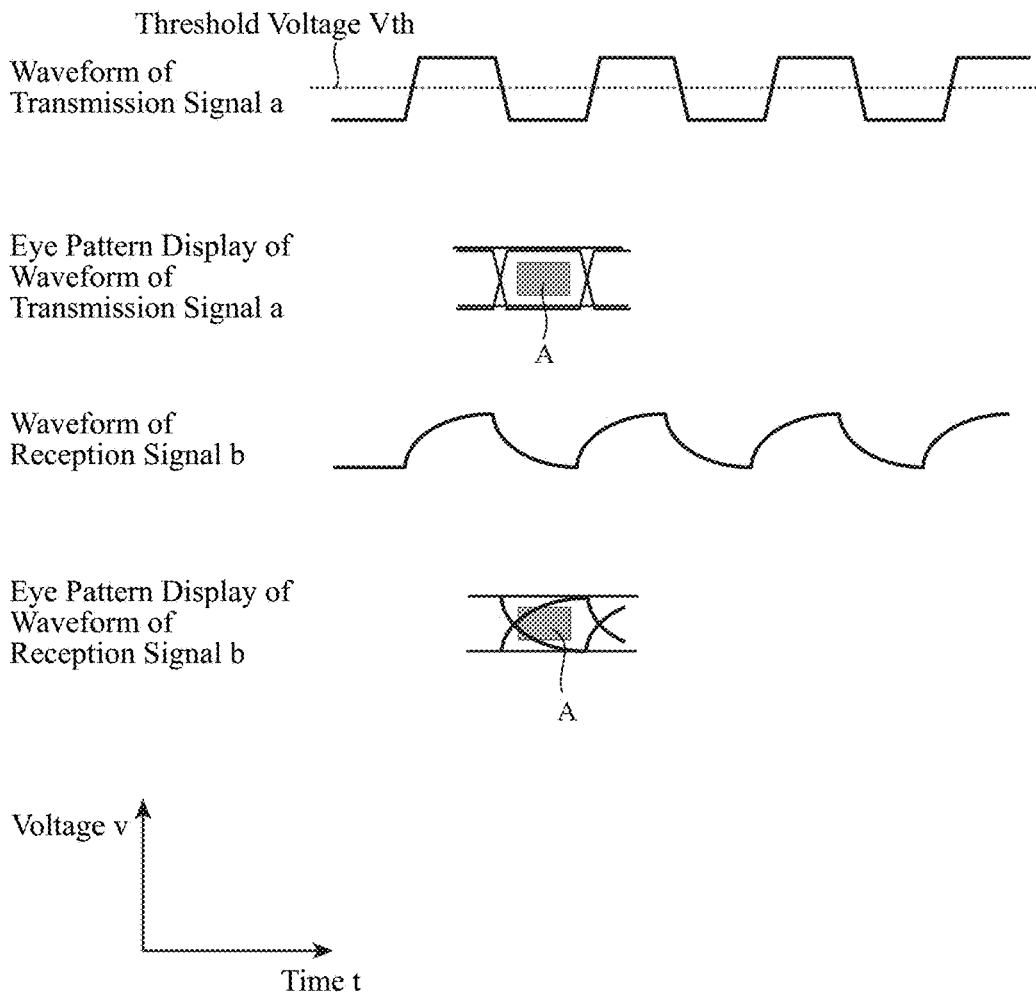 Threshold Voltage Vth
Waveform of
Transmission Signal a
Eye Pattern Display of
Waveform of
Transmission Signal a
A
Waveform of
Reception Signal b
Eye Pattern Display of
Waveform of
Reception Signal b
A
Voltage v
Time t